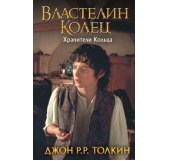 ВЛАСТЕЛИН
КОЛЕЦ
Хранители Кольца
ДЖОН Р.Р. ТОЛКИН